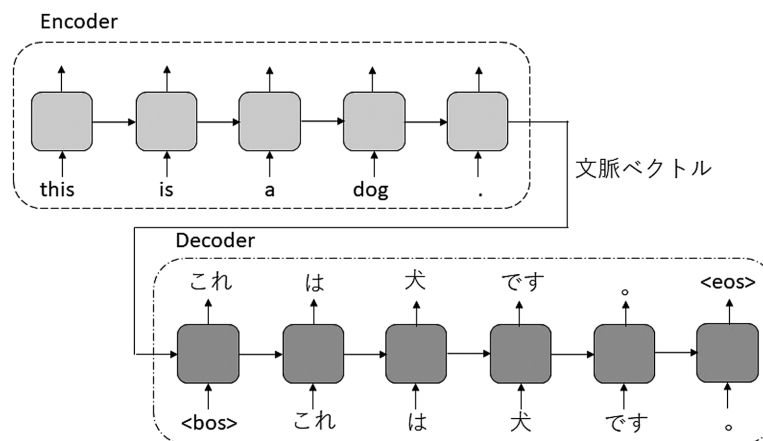 Encoder
this is a dog .
文脈ベクトル
Decoder
これ は 犬 です 。 <eos>
<bos> これ は 犬 です 。